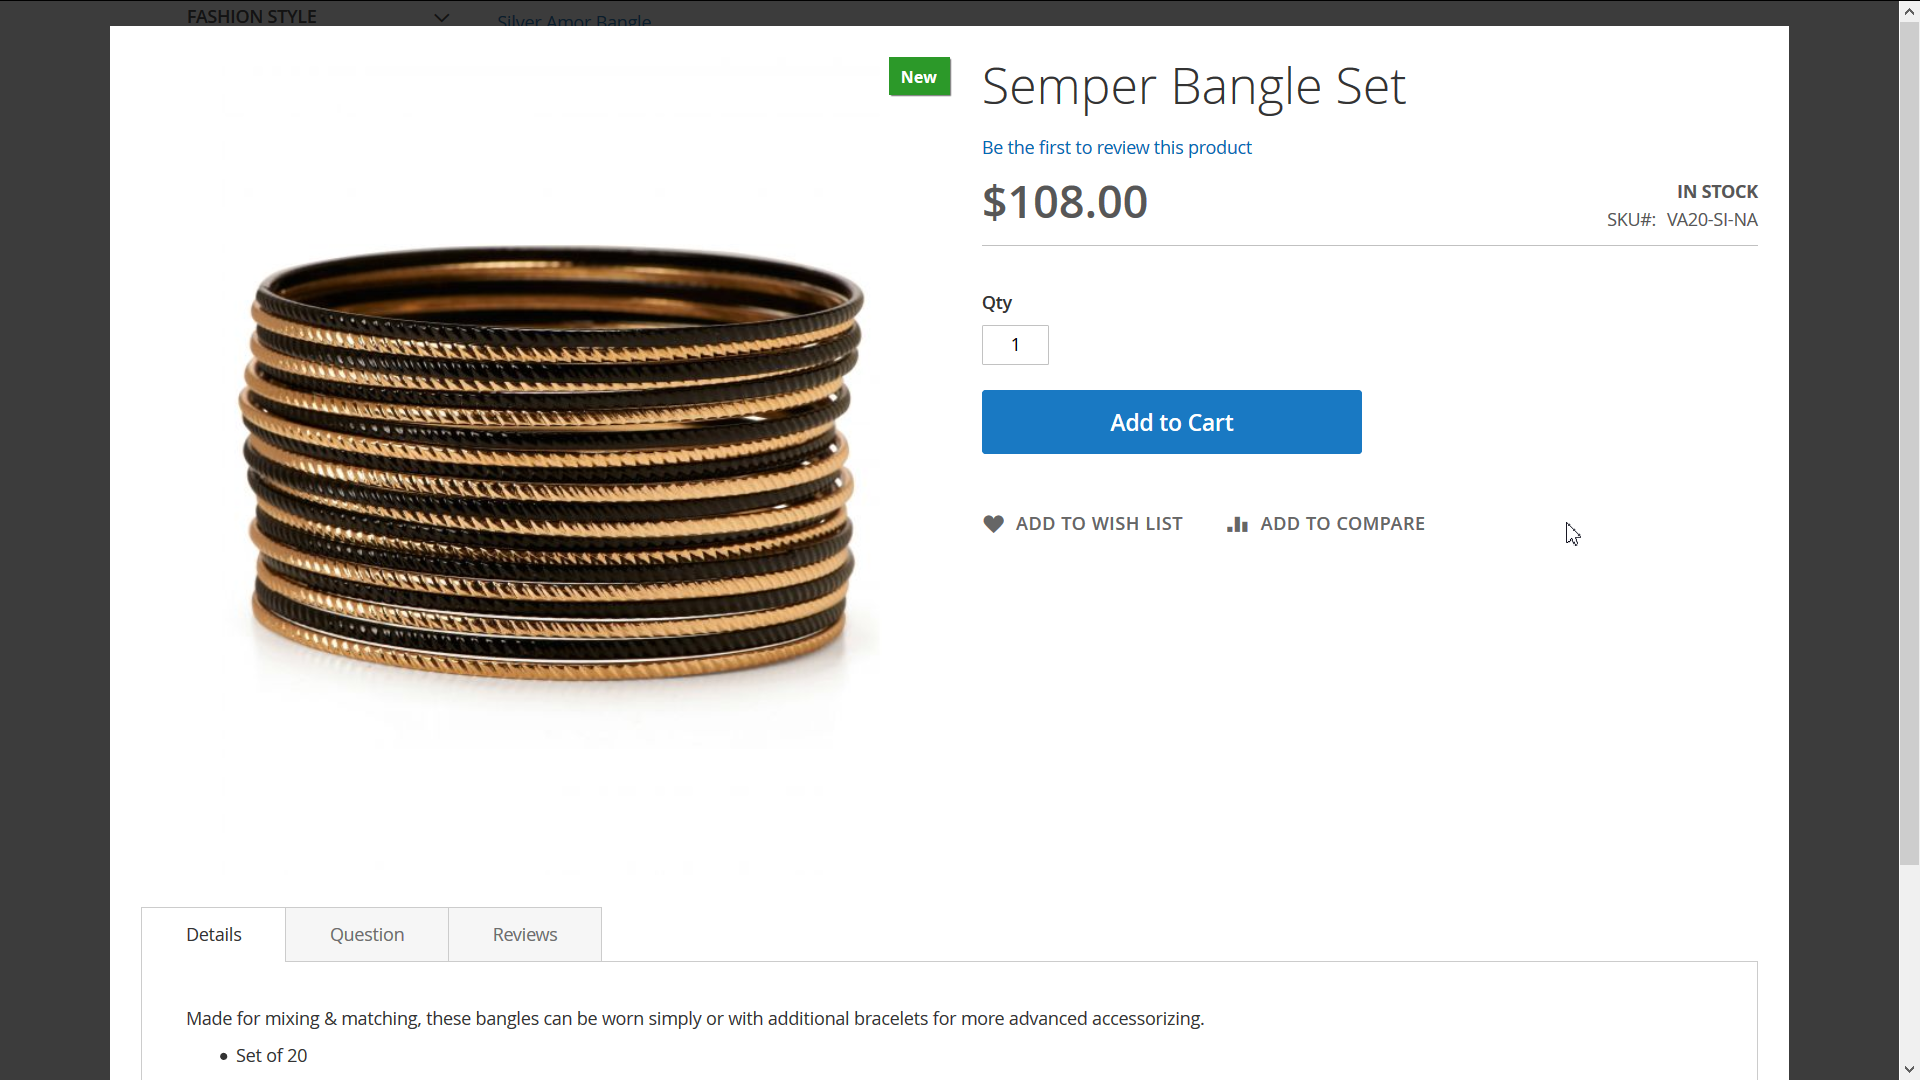 FASHION STYLE
Silver Amor Bangle
New
Semper Bangle Set
Be the first to review this product
$108.00
IN STOCK
SKU#: VA20-SI-NA
Qty
1
Add to Cart
ADD TO WISH LIST
ADD TO COMPARE
Details
Question
Reviews
Made for mixing & matching, these bangles can be worn simply or with additional bracelets for more advanced accessorizing.
• Set of 20